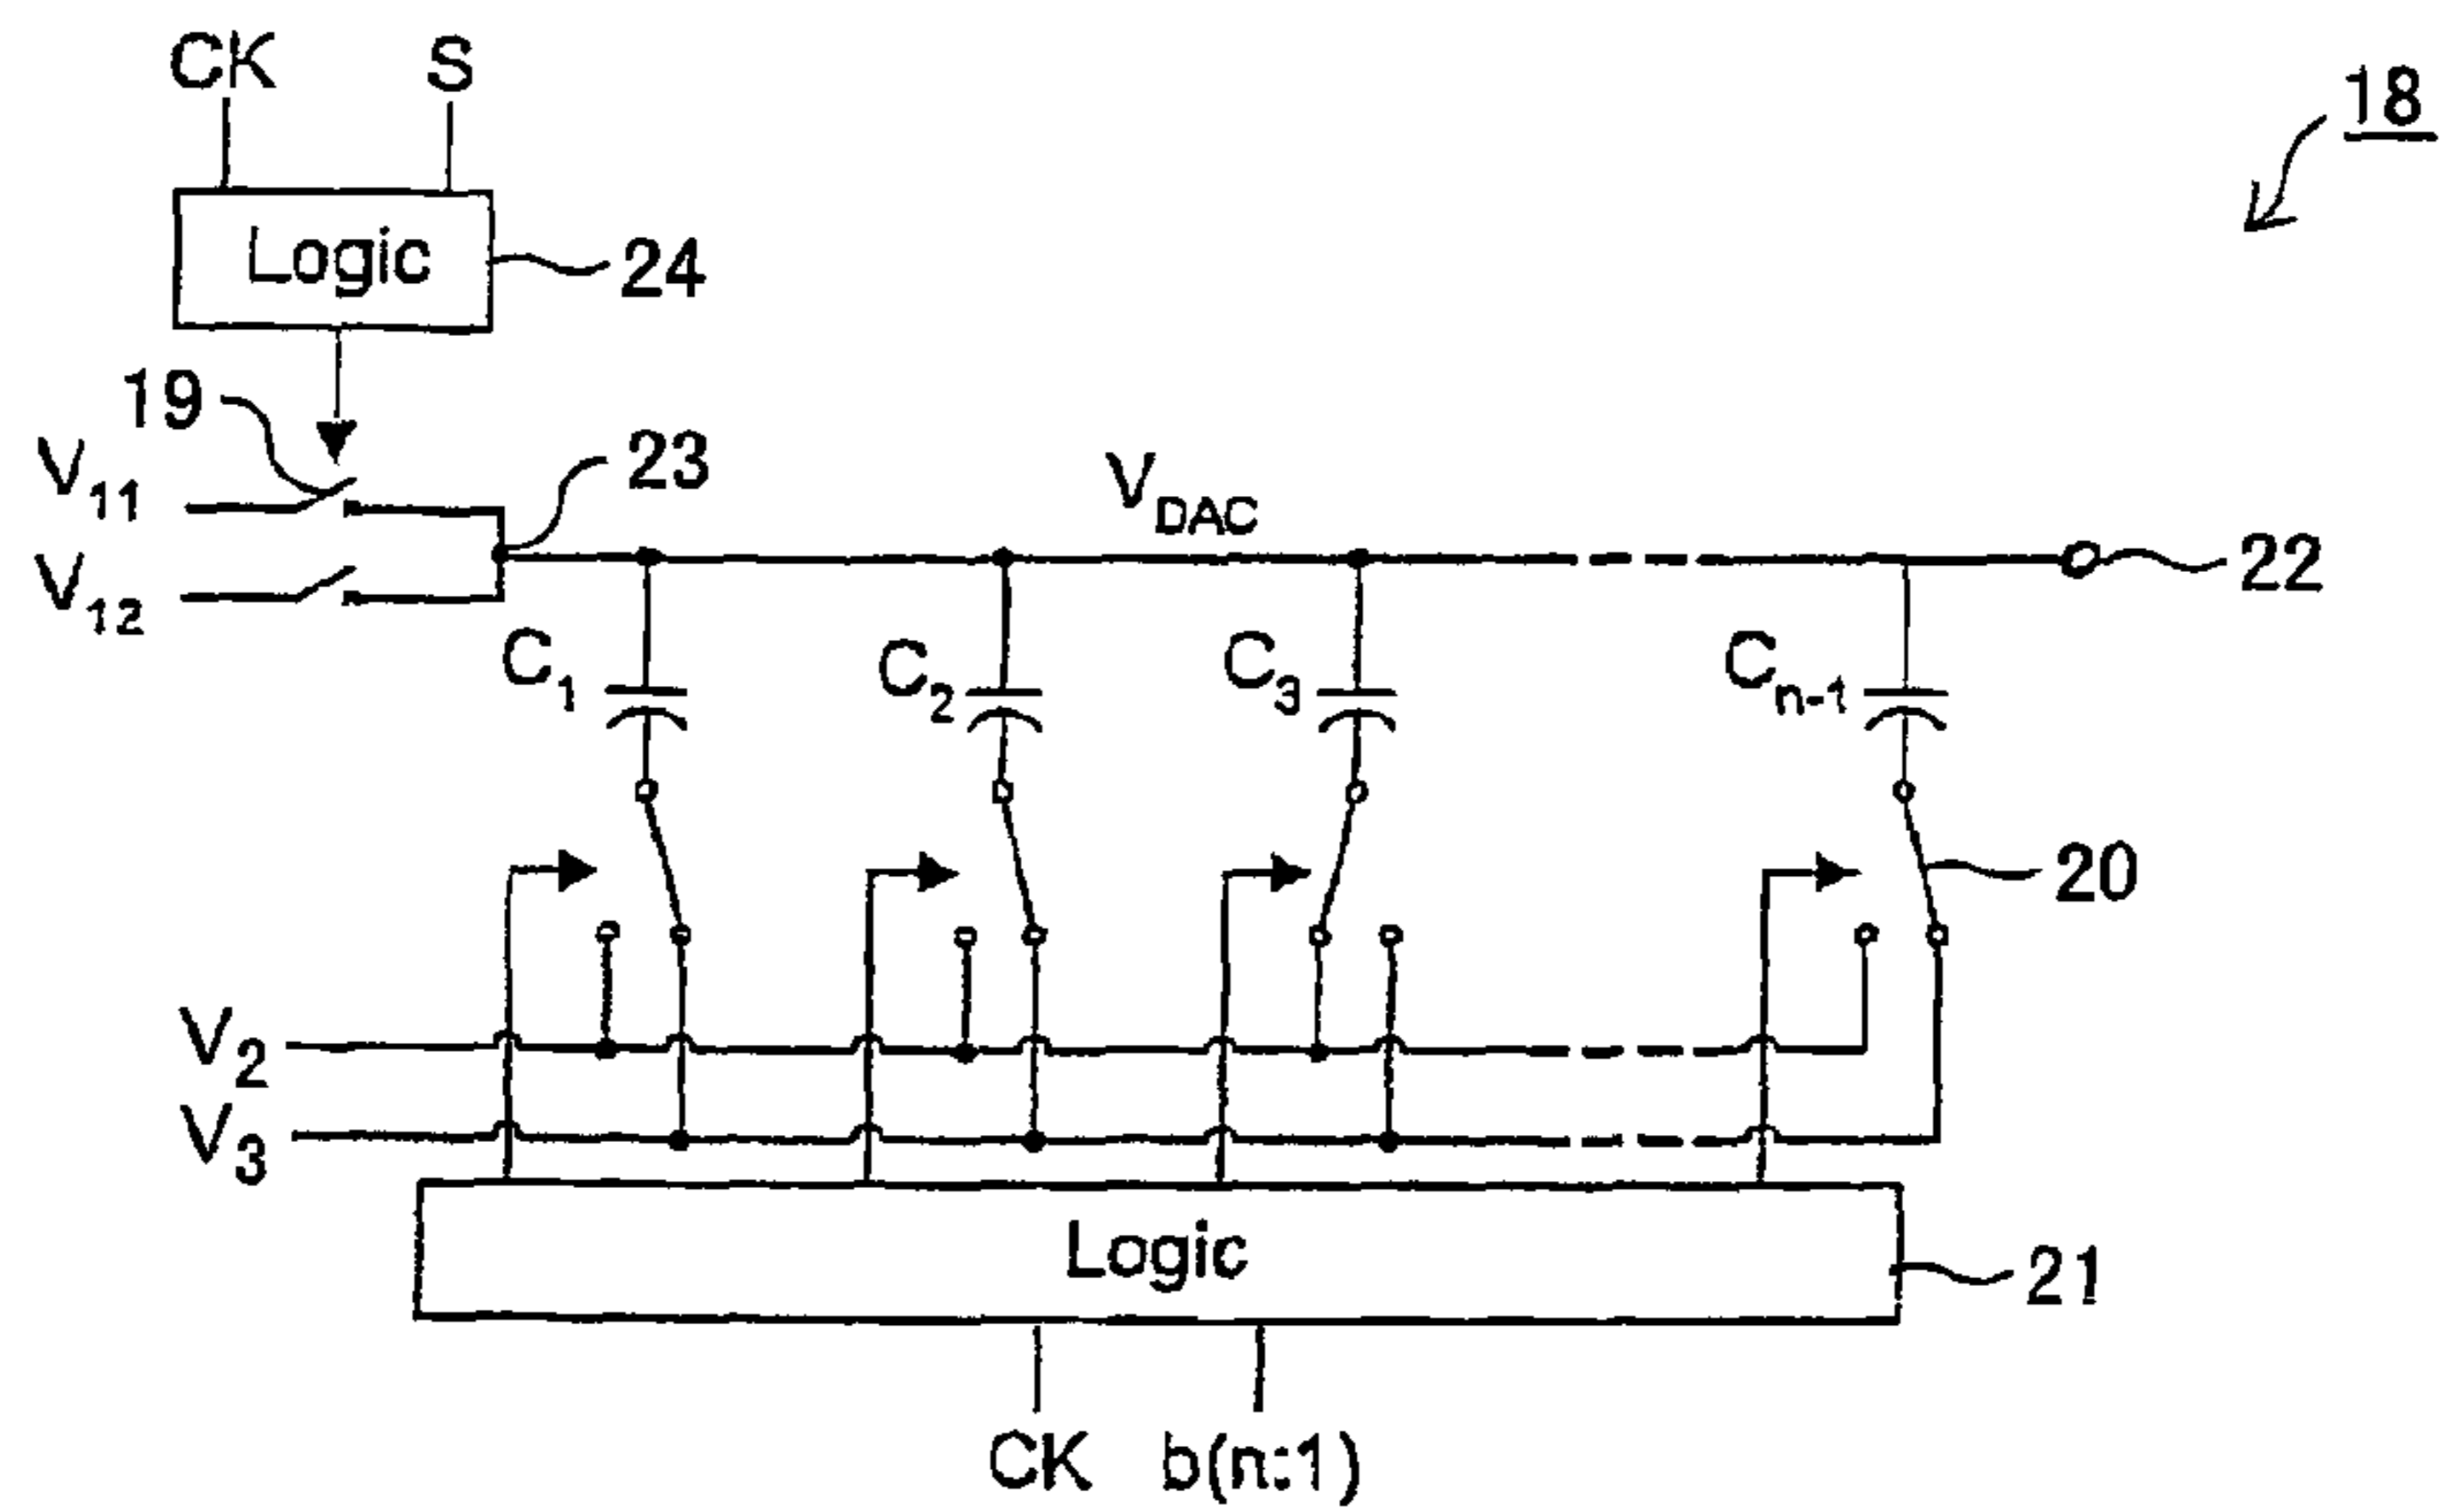 CK
S
18
Logic
24
19
V11
23
VDAC
V12
22
C1
C2
C3
Cn-1
20
V2
V3
Logic
21
CK
b(n:1)